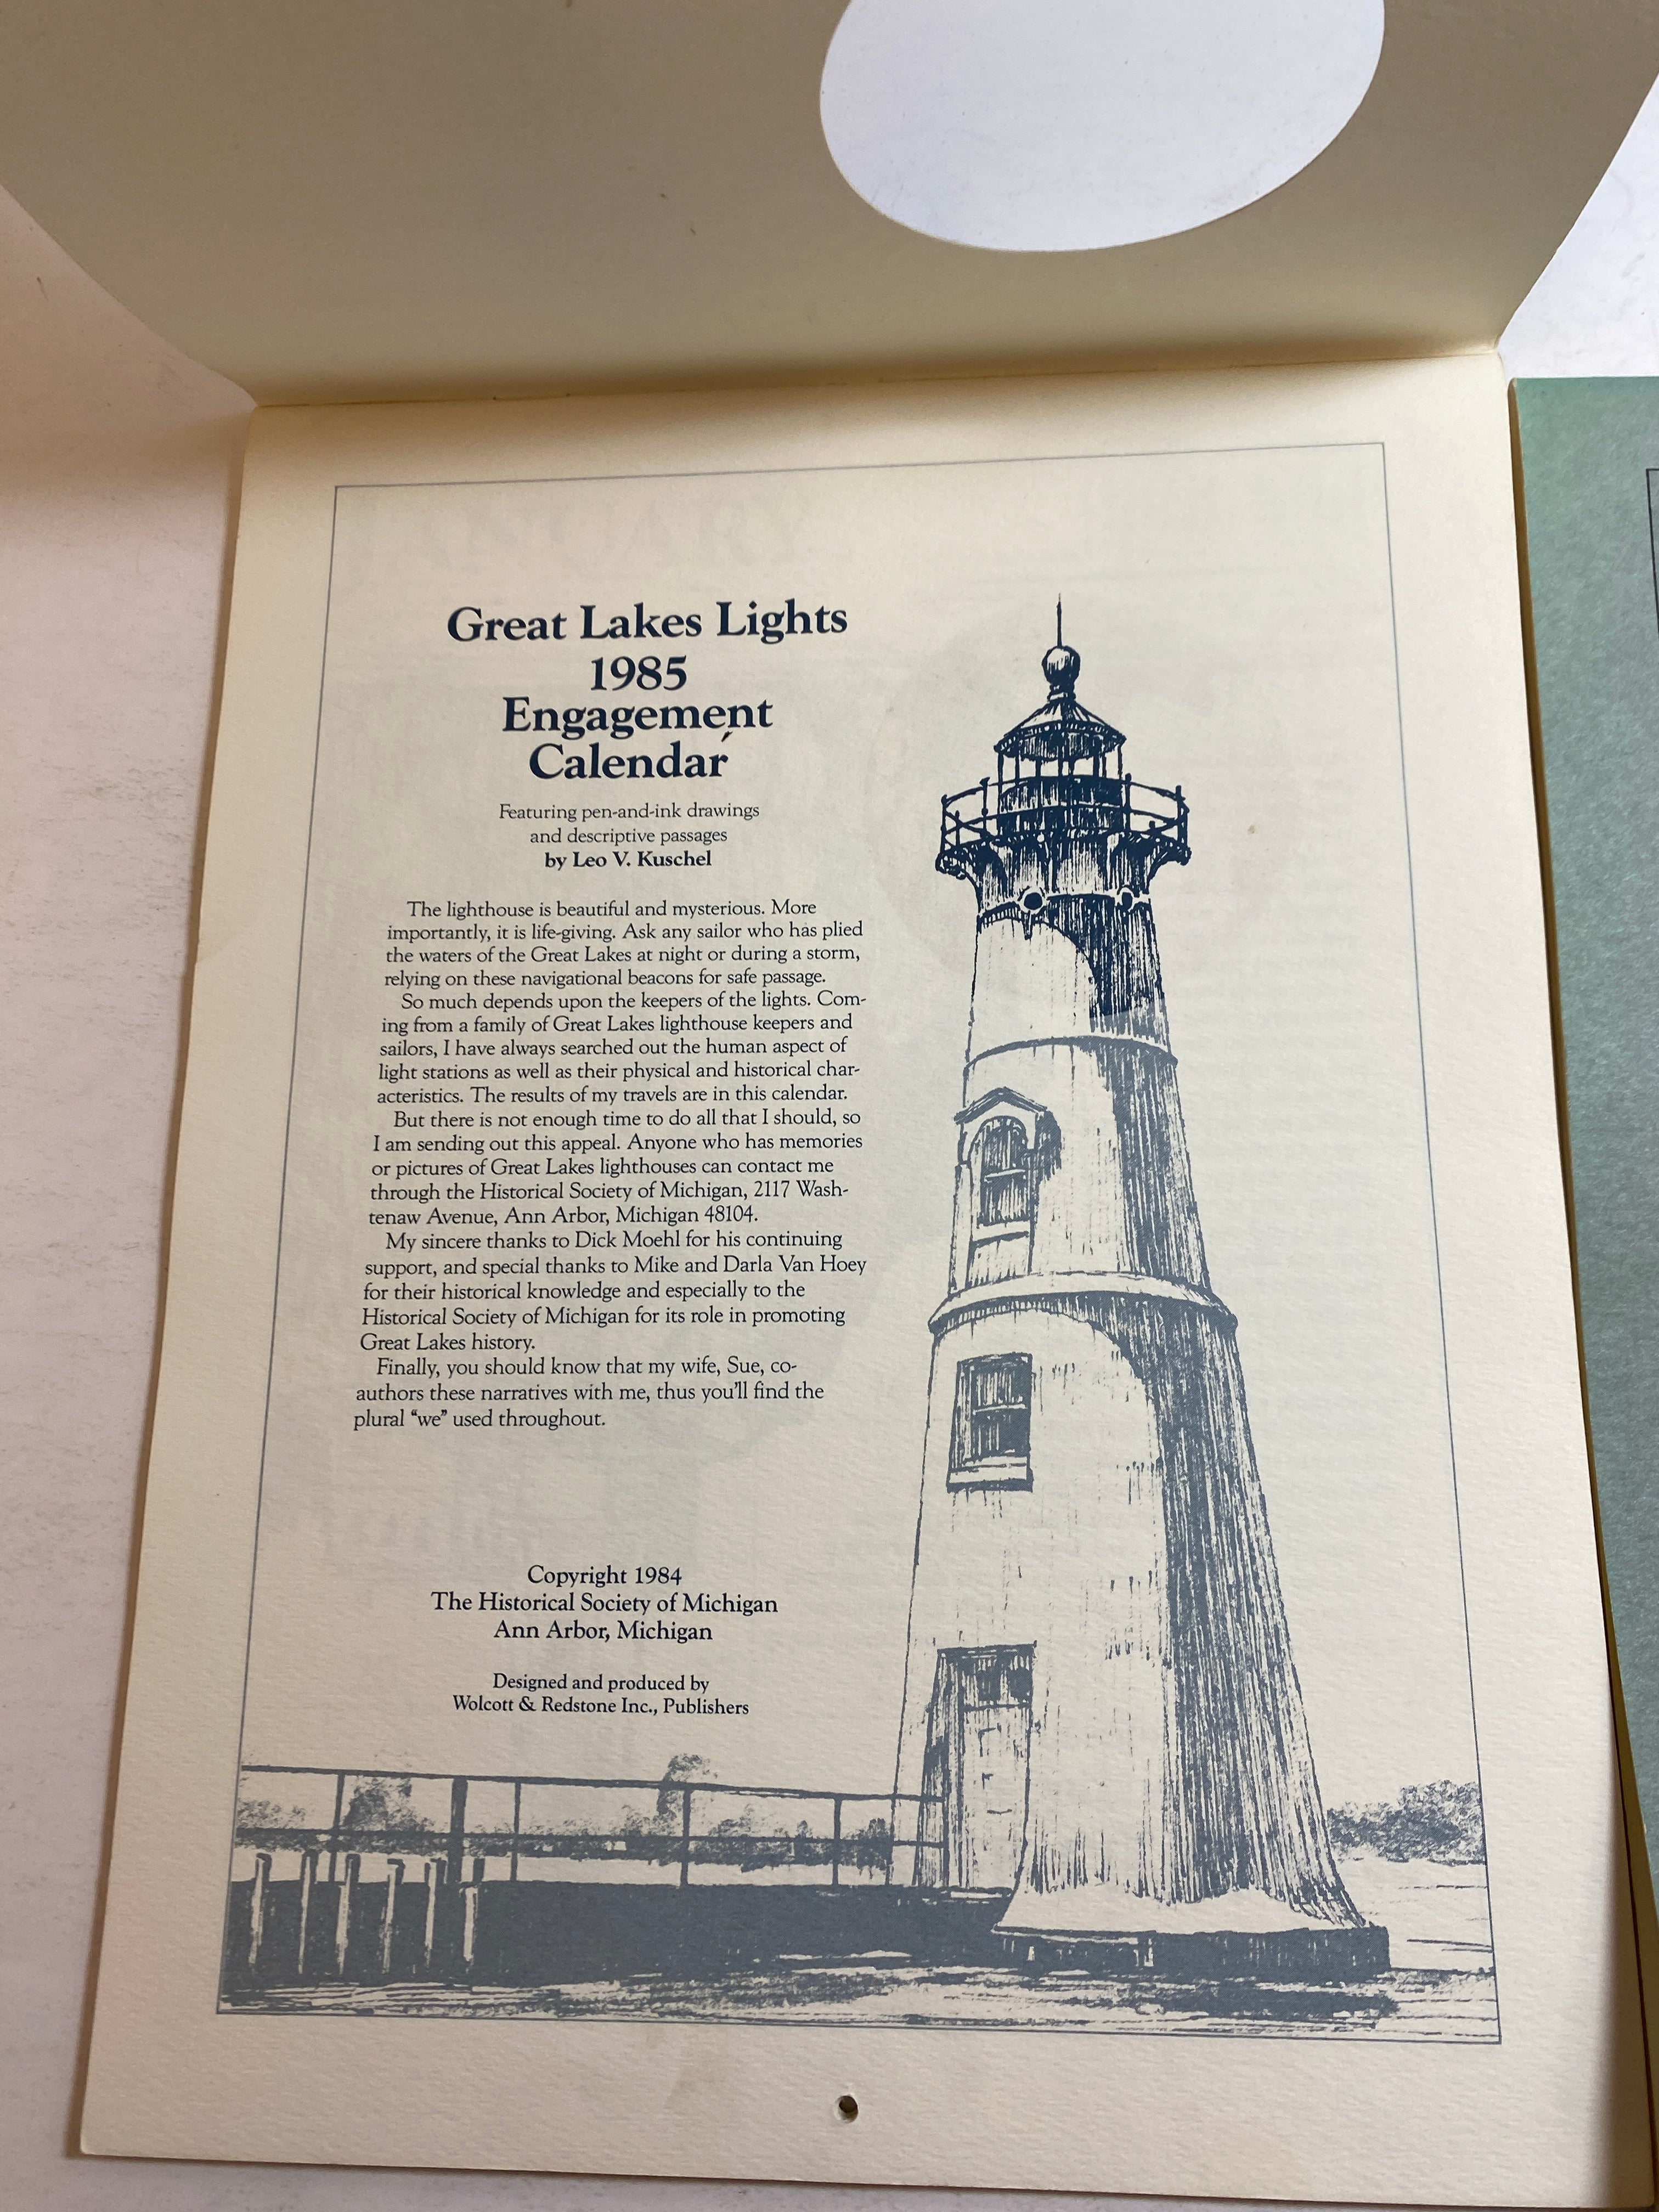 Great Lakes Lights
1985
Engagement
Calendar
Featuring pen-and-ink drawings
and descriptive passages
by Leo V. Kuschel
The lighthouse is beautiful and mysterious. More
importantly, it is life-giving. Ask any sailor who has plied
the waters of the Great Lakes at night or during a storm,
relying on these navigational beacons for safe passage.
So much depends upon the keepers of the lights. Com-
ing from a family of Great Lakes lighthouse keepers and
sailors, I have always searched out the human aspect of
light stations as well as their physical and historical char-
acteristics. The results of my travels are in this calendar.
But there is not enough time to do all that I should, so
I am sending out this appeal. Anyone who has memories
or pictures of Great Lakes lighthouses can contact me
through the Historical Society of Michigan, 2117 Wash-
tenaw Avenue, Ann Arbor, Michigan 48104.
My sincere thanks to Dick Moehl for his continuing
support, and special thanks to Mike and Darla Van Hoey
for their historical knowledge and especially to the
Historical Society of Michigan for its role in promoting
Great Lakes history.
Finally, you should know that my wife, Sue, co-
authors these narratives with me, thus you'll find the
plural "we" used throughout.
Copyright 1984
The Historical Society of Michigan
Ann Arbor, Michigan
Designed and produced by
Wolcott & Redstone Inc., Publishers